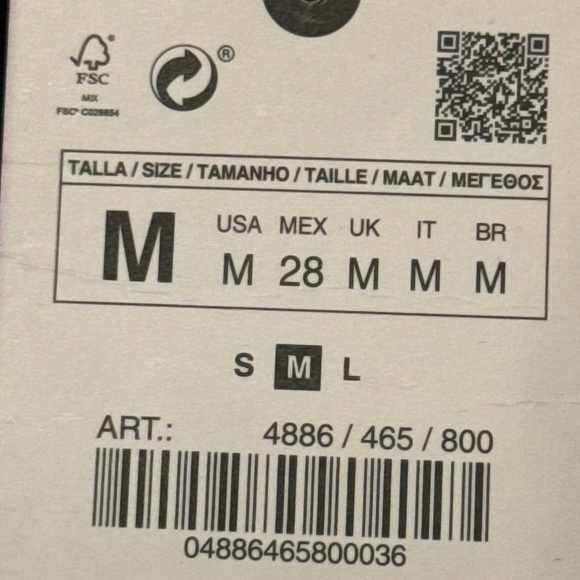 FSC®
MIX
FSC® C028654
®
TALLA / SIZE / TAMANHO / TAILLE / MAAT / ΜΕΓΕΘΟΣ
M
USA MEX UK IT BR
M 28 M M M
S M L
ART.: 4886 / 465 / 800
04886465800036